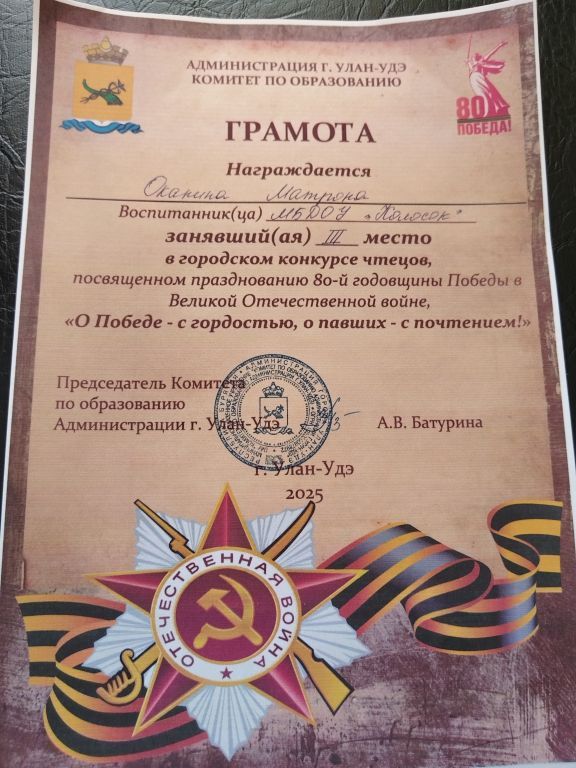 АДМИНИСТРАЦИЯ Г. УЛАН-УДЭ
КОМИТЕТ ПО ОБРАЗОВАНИЮ
80
ПОБЕДА!
ГРАМОТА
Награждается
Оканина Матрона
Воспитанник(ца) МБДОУ "Колосок"
занявший(ая) III место
в городском конкурсе чтецов,
посвященном празднованию 80-й годовщины Победы в
Великой Отечественной войне,
«О Победе - с гордостью, о павших - с почтением!»
Председатель Комитета
по образованию
Администрации г. Улан-Удэ
А.В. Батурина
г. Улан-Удэ
2025
ОТЕЧЕСТВЕННАЯ ВОЙНА